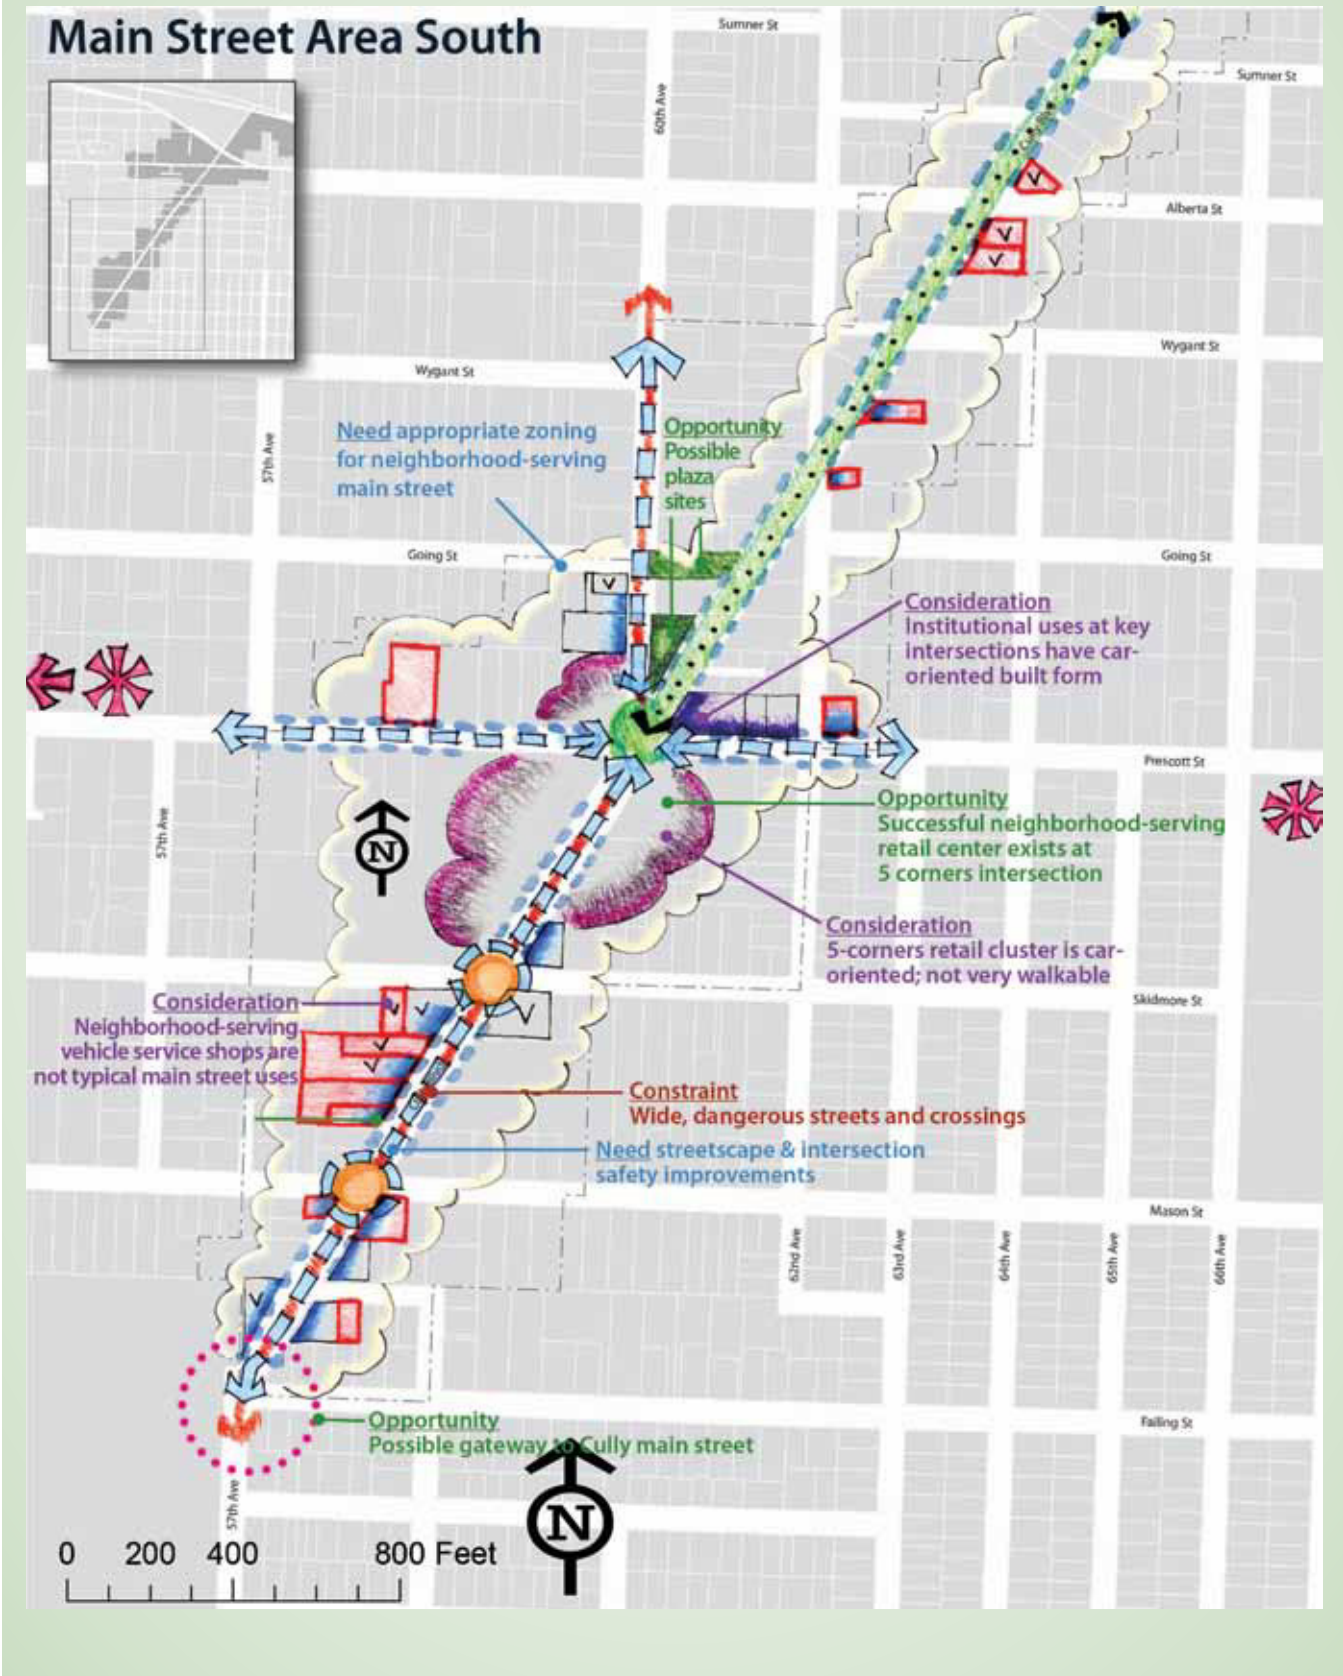 Main Street Area South
Sumner St
Sumner St
60th Ave
Alberta St
Wygant St
Wygant St
57th Ave
Need appropriate zoning
for neighborhood-serving
main street
Opportunity
Possible
plaza
sites
Going St
Going St
Consideration
Institutional uses at key
intersections have car-
oriented built form
Prescott St
57th Ave
N
Opportunity
Successful neighborhood-serving
retail center exists at
5 corners intersection
Consideration
5-corners retail cluster is car-
oriented; not very walkable
Skidmore St
Consideration
Neighborhood-serving
vehicle service shops are
not typical main street uses
Constraint
Wide, dangerous streets and crossings
Need streetscape & intersection
safety improvements
Mason St
62nd Ave
63rd Ave
64th Ave
65th Ave
66th Ave
Opportunity
Possible gateway to Cully main street
Failing St
57th Ave
N
0 200 400 800 Feet